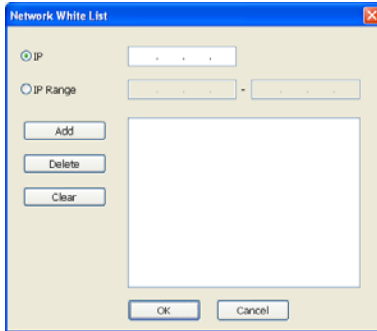 Network White List
IP
. . .
IP Range
. . . - . . .
Add
Delete
Clear
OK
Cancel